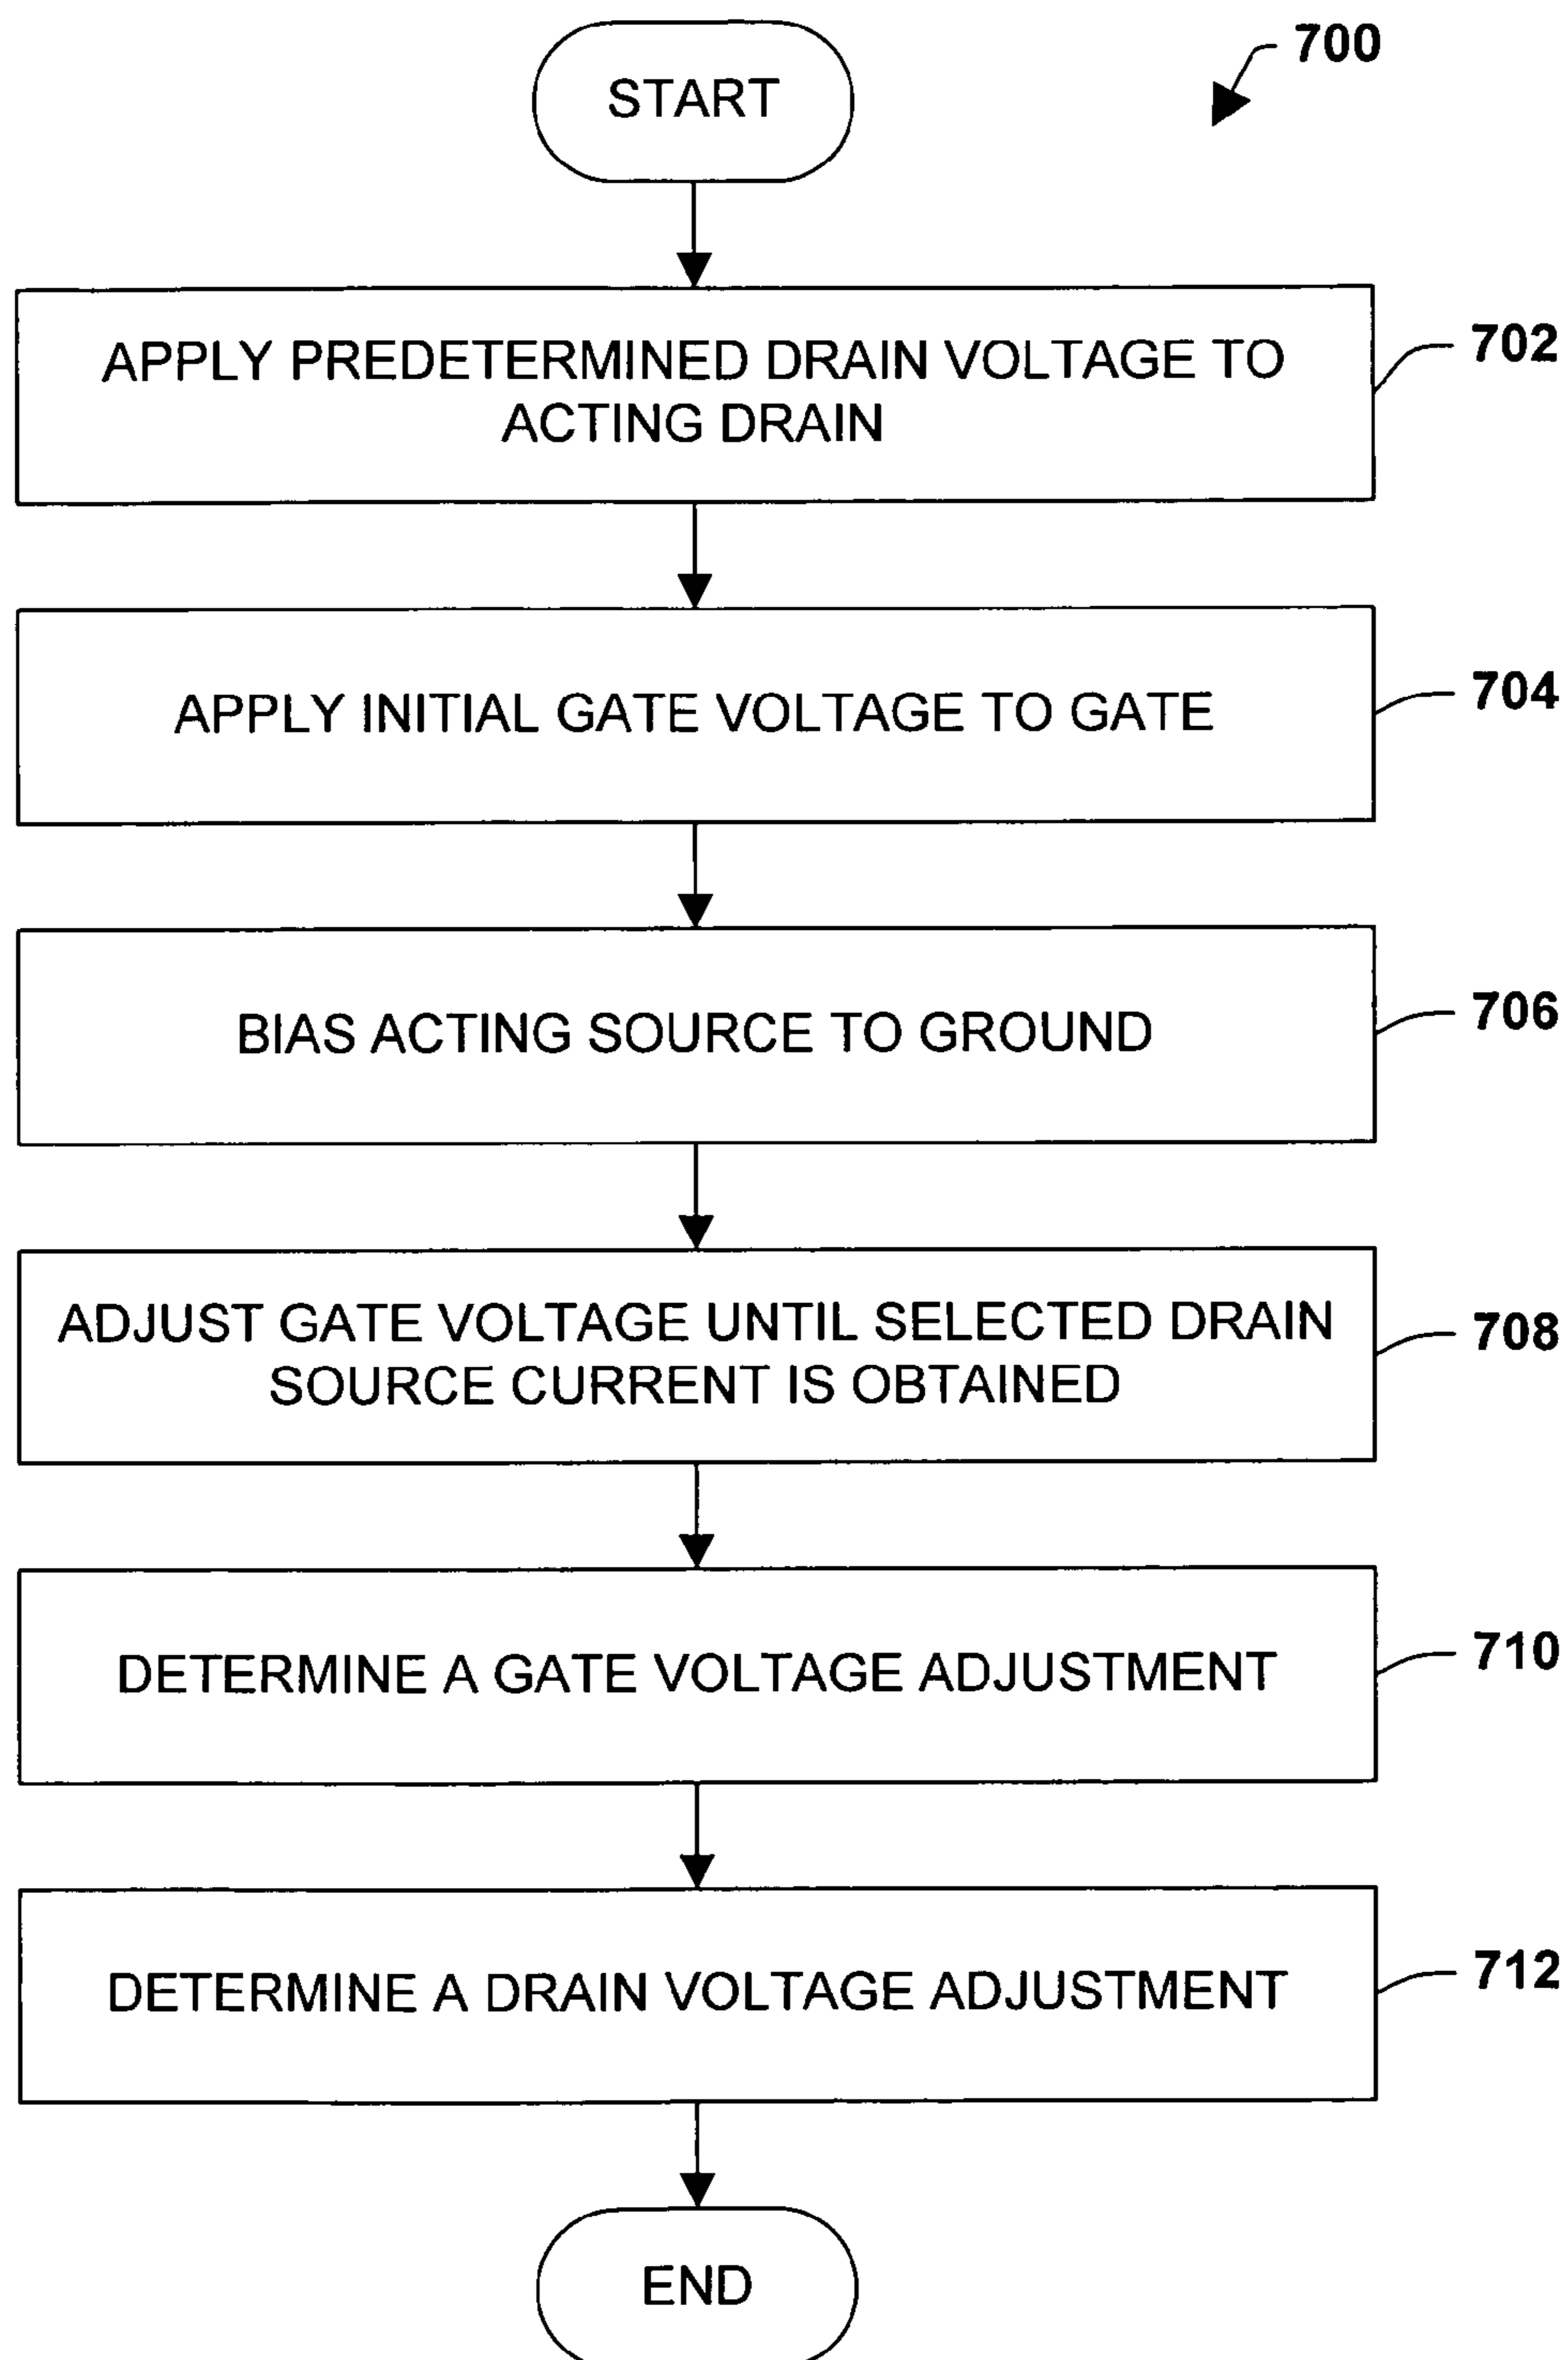 700
START
APPLY PREDETERMINED DRAIN VOLTAGE TO
ACTING DRAIN
702
APPLY INITIAL GATE VOLTAGE TO GATE
704
BIAS ACTING SOURCE TO GROUND
706
ADJUST GATE VOLTAGE UNTIL SELECTED DRAIN
SOURCE CURRENT IS OBTAINED
708
DETERMINE A GATE VOLTAGE ADJUSTMENT
710
DETERMINE A DRAIN VOLTAGE ADJUSTMENT
712
END